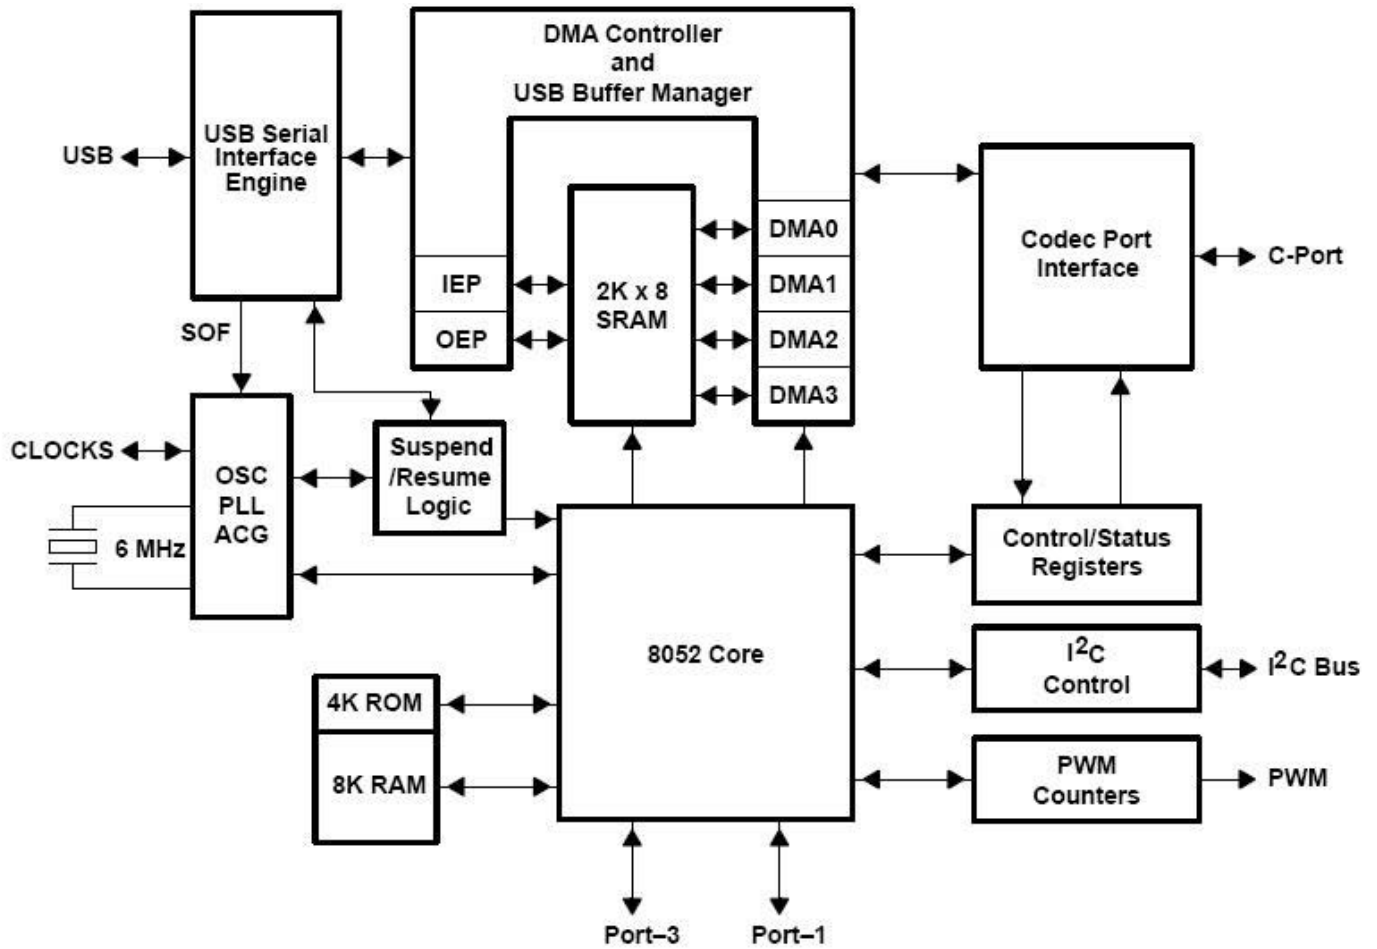 DMA Controller
and
USB Buffer Manager
USB Serial
Interface
Engine
USB
DMA0
DMA1
DMA2
DMA3
IEP
OEP
2K x 8
SRAM
Codec Port
Interface
C-Port
SOF
CLOCKS
OSC
PLL
ACG
6 MHz
Suspend
/Resume
Logic
Control/Status
Registers
8052 Core
I²C
Control
I²C Bus
4K ROM
8K RAM
PWM
Counters
PWM
Port–3
Port–1